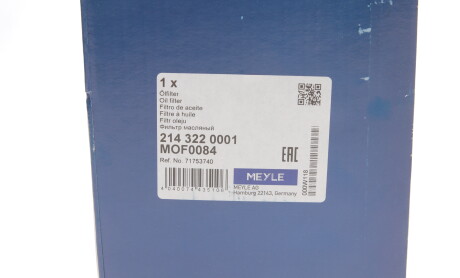 1 x
Ölfilter
Oil filter
Filtro de aceite
Filtre à huile
Filtr oleju
Фильтр масляный
214 322 0001
MOF0084
Ref. No. 71753740
EAC
MEYLE
MEYLE AG
Hamburg 22143, Germany